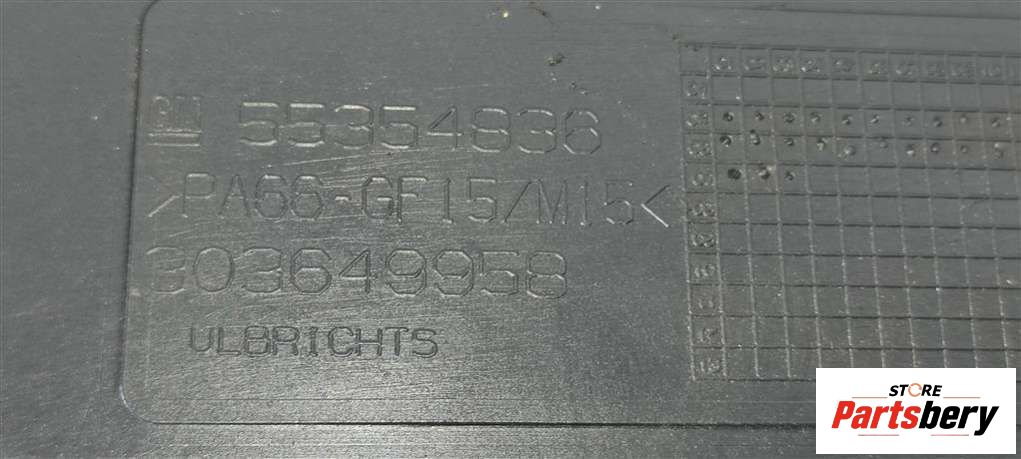 GM 55354836
>PA66-GF15/M15<
303649958
ULBRICHTS
STORE
Partsbery